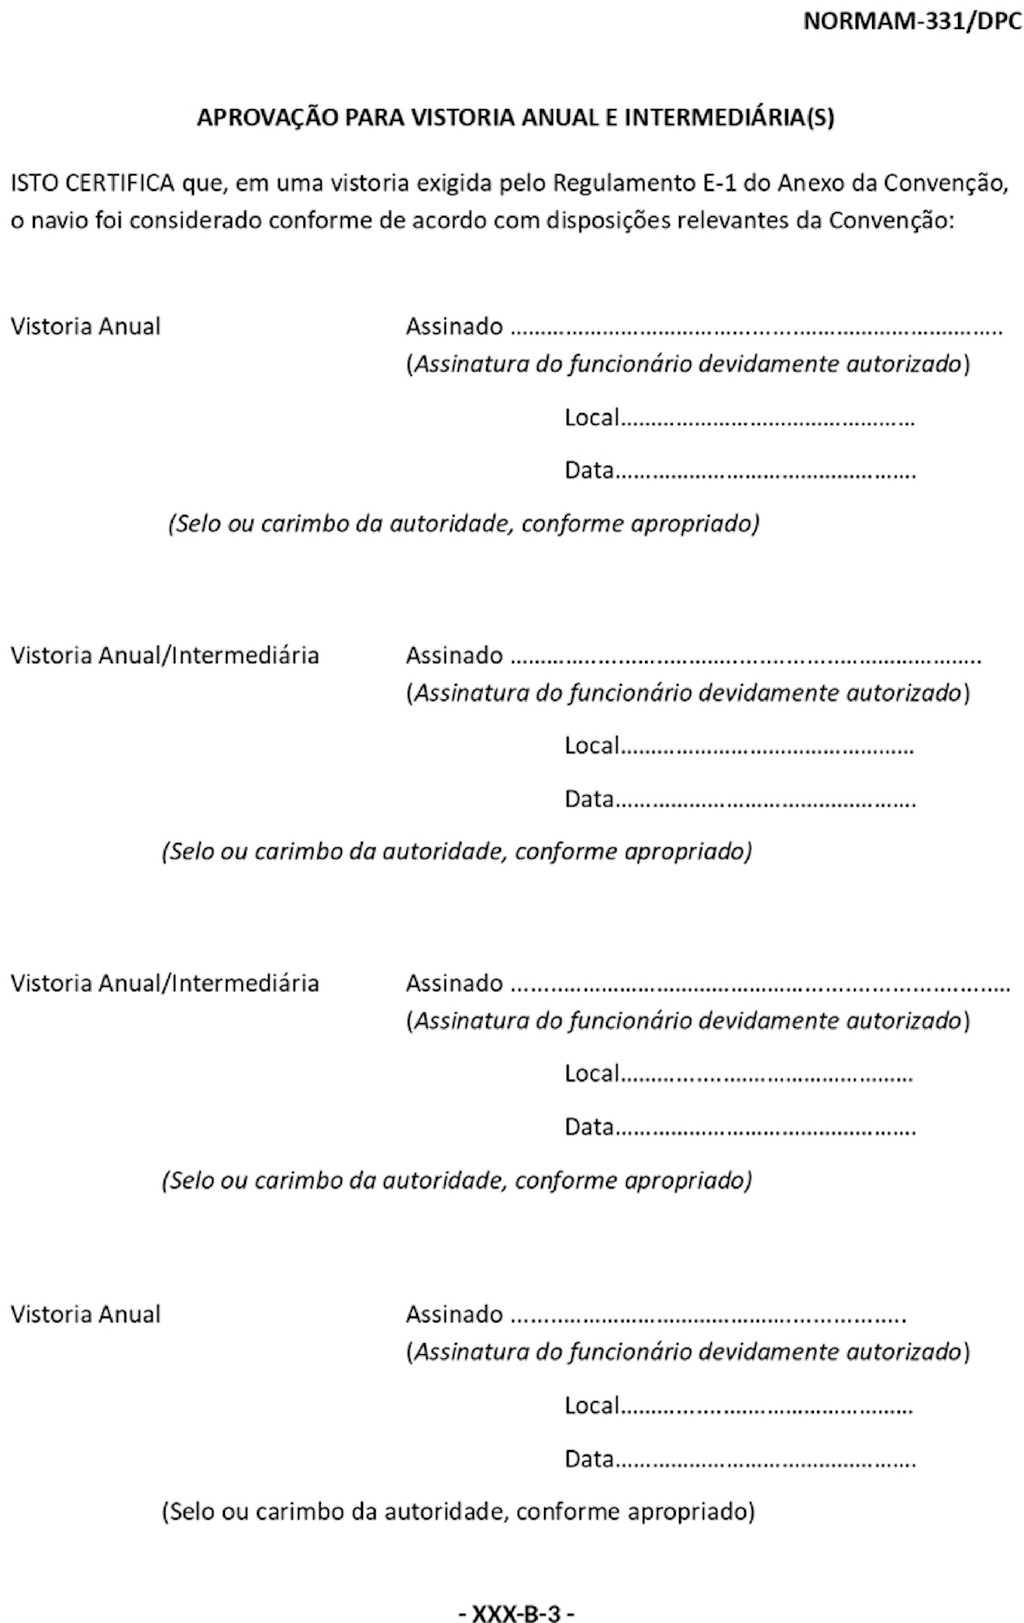 NORMAM-331/DPC
APROVAÇÃO PARA VISTORIA ANUAL E INTERMEDIÁRIA(S)
ISTO CERTIFICA que, em uma vistoria exigida pelo Regulamento E-1 do Anexo da Convenção,
o navio foi considerado conforme de acordo com disposições relevantes da Convenção:
Vistoria Anual Assinado ........................................................................
(Assinatura do funcionário devidamente autorizado)
Local................................................
Data.................................................
(Selo ou carimbo da autoridade, conforme apropriado)
Vistoria Anual/Intermediária Assinado .....................................................................
(Assinatura do funcionário devidamente autorizado)
Local................................................
Data.................................................
(Selo ou carimbo da autoridade, conforme apropriado)
Vistoria Anual/Intermediária Assinado .........................................................................
(Assinatura do funcionário devidamente autorizado)
Local................................................
Data.................................................
(Selo ou carimbo da autoridade, conforme apropriado)
Vistoria Anual Assinado ..........................................................
(Assinatura do funcionário devidamente autorizado)
Local................................................
Data.................................................
(Selo ou carimbo da autoridade, conforme apropriado)
- XXX-B-3 -